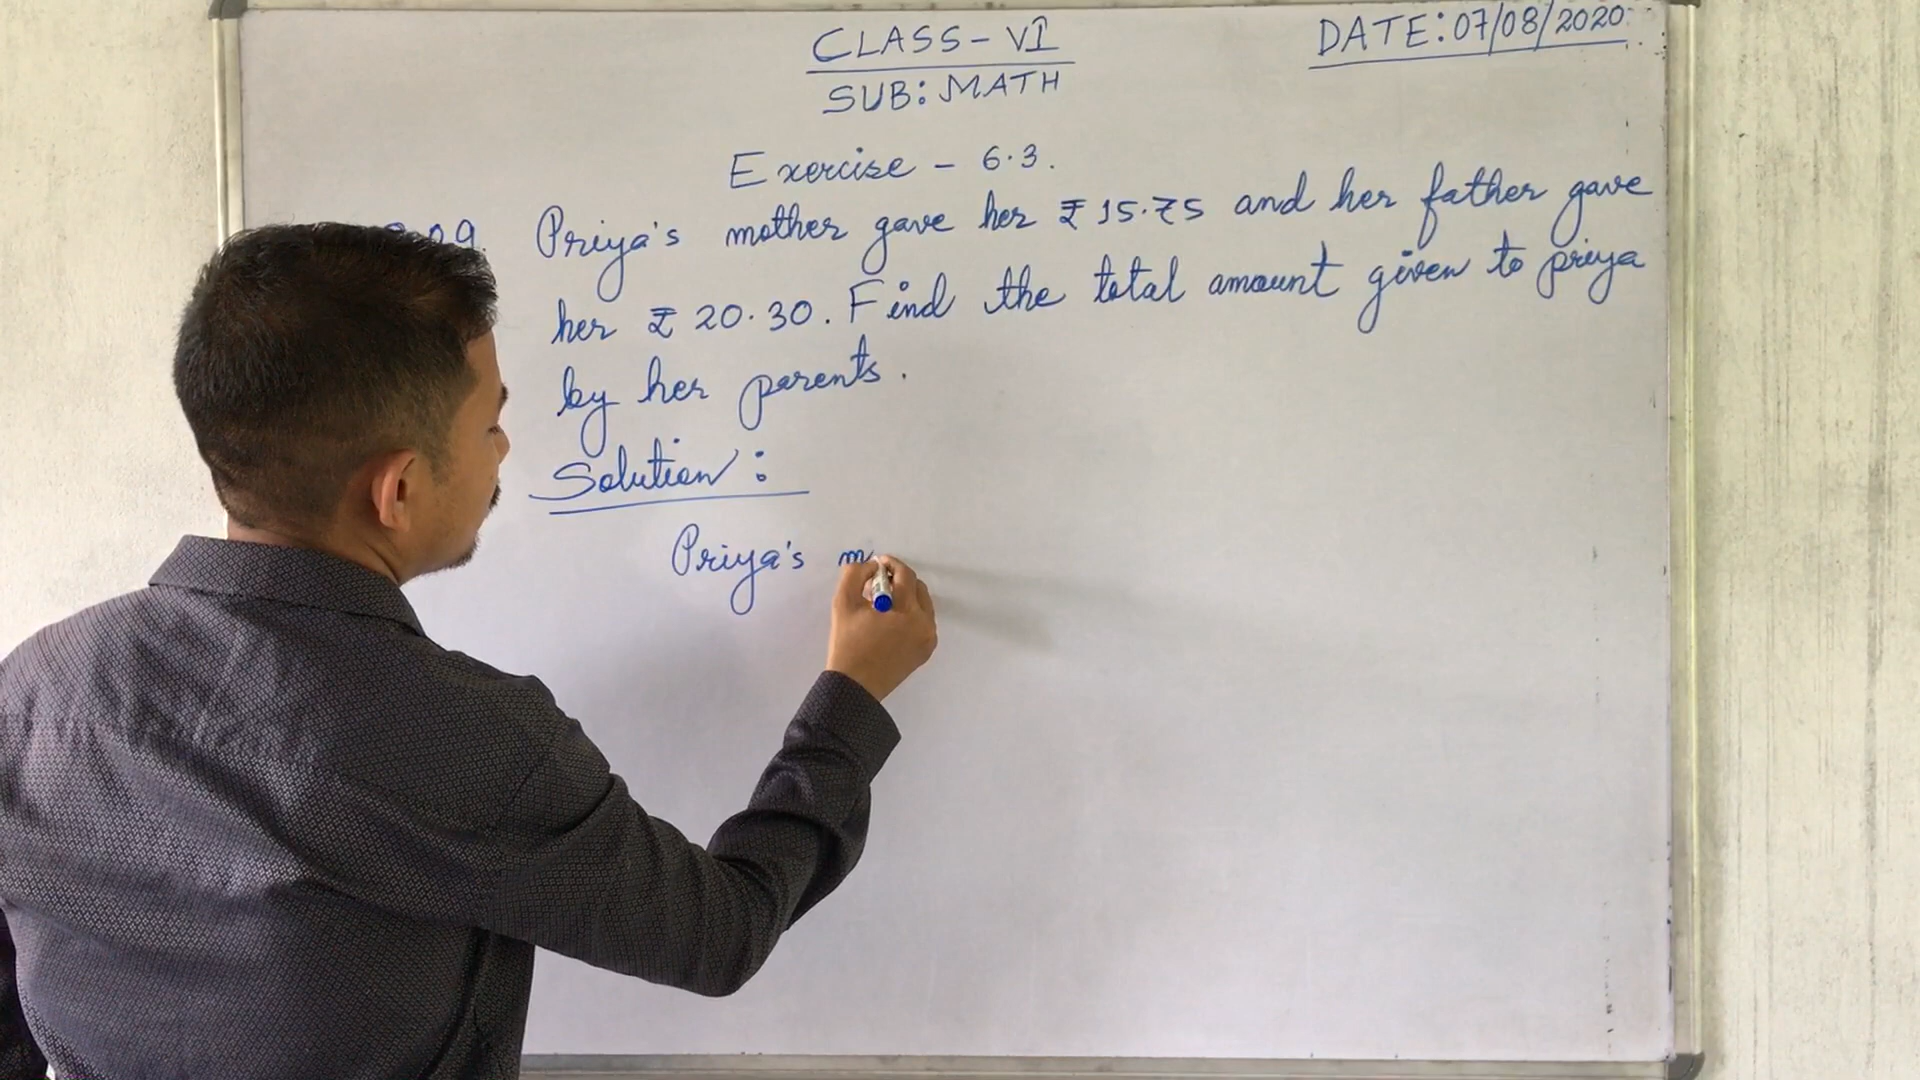 CLASS-VI
DATE:07/08/2020
SUB: MATH
Exercise - 6.3.
Priya's mother gave her ₹ 15.75 and her father gave
her ₹ 20.30. Find the total amount given to priya
by her parents.
Solution:
Priya's m